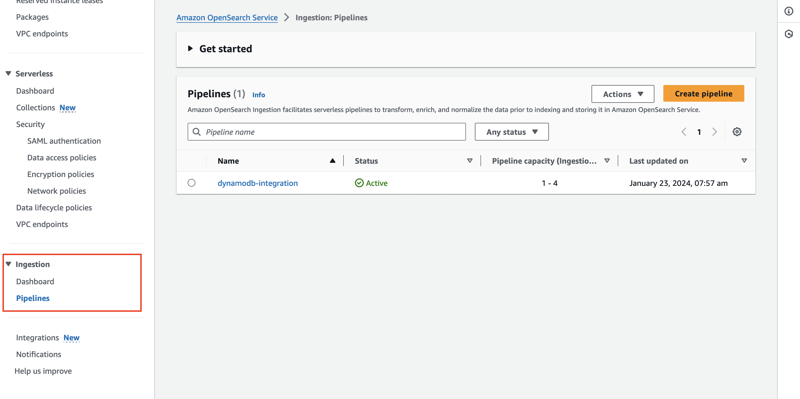 Reserved Instance leases
Packages
VPC endpoints
Serverless
Dashboard
Collections New
Security
SAML authentication
Data access policies
Encryption policies
Network policies
Data lifecycle policies
VPC endpoints
Ingestion
Dashboard
Pipelines
Integrations New
Notifications
Help us improve
Amazon OpenSearch Service > Ingestion: Pipelines
Get started
Pipelines (1) Info
Actions
Create pipeline
Amazon OpenSearch Ingestion facilitates serverless pipelines to transform, enrich, and normalize the data prior to indexing and storing it in Amazon OpenSearch Service.
Pipeline name
Any status
1
Name Status Pipeline capacity (Ingestio... Last updated on
dynamodb-integration Active 1 - 4 January 23, 2024, 07:57 am